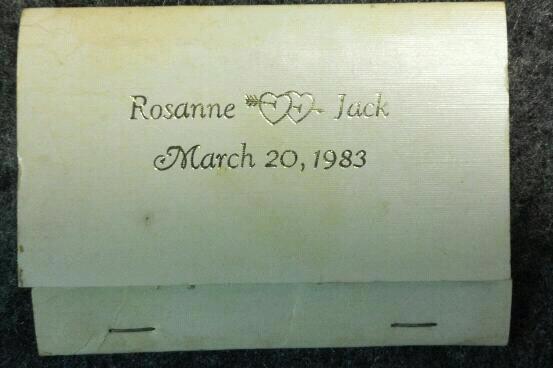 Rosanne Jack
March 20, 1983